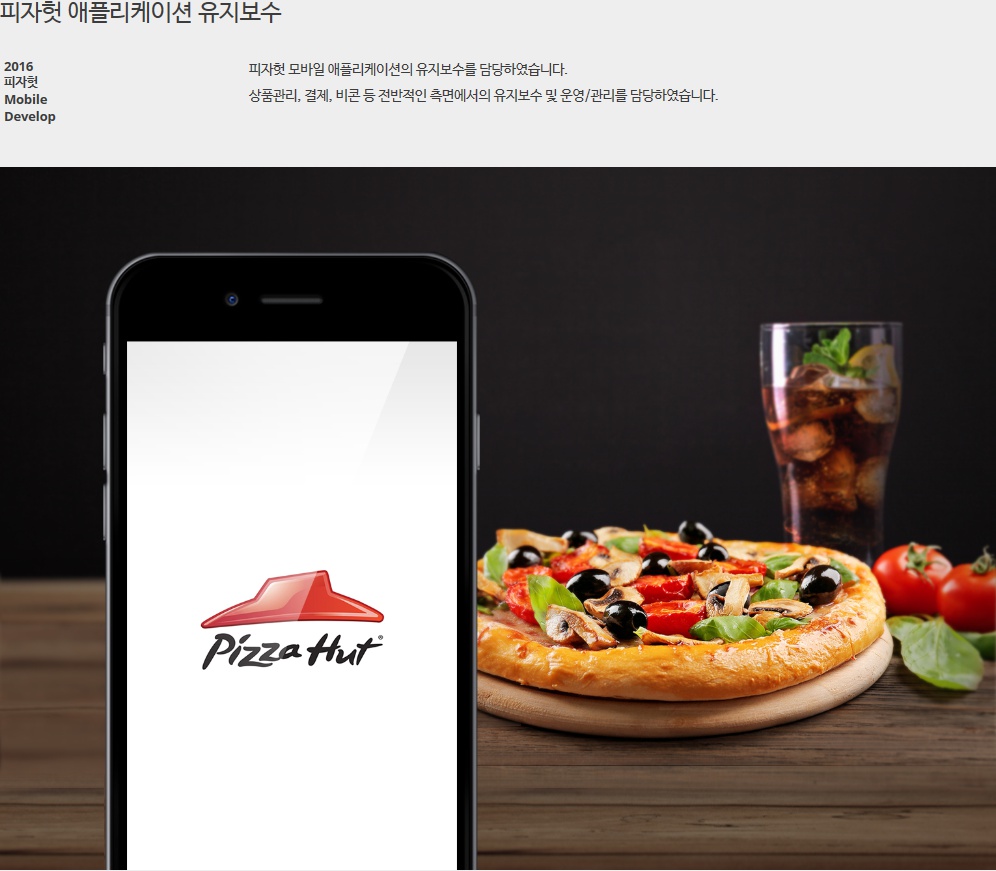 피자헛 애플리케이션 유지보수
2016
피자헛
Mobile
Develop
피자헛 모바일 애플리케이션의 유지보수를 담당하였습니다.
상품관리, 결제, 비콘 등 전반적인 측면에서의 유지보수 및 운영/관리를 담당하였습니다.
Pizza Hut®